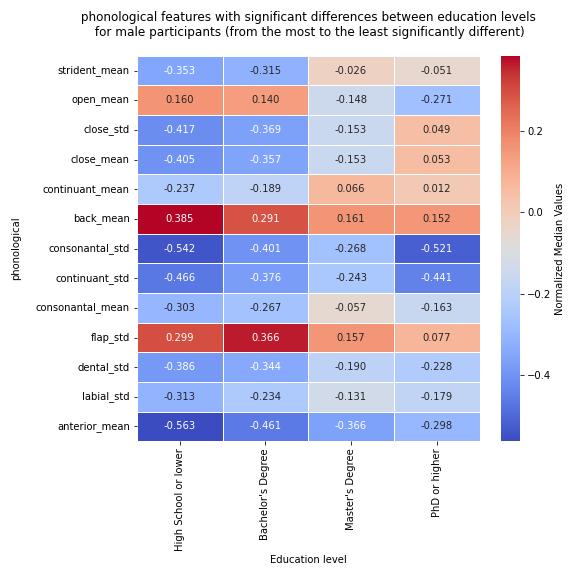 phonological features with significant differences between education levels
for male participants (from the most to the least significantly different)
strident_mean -0.353 -0.315 -0.026 -0.051
open_mean 0.160 0.140 -0.148 -0.271
close_std -0.417 -0.369 -0.153 0.049
close_mean -0.405 -0.357 -0.153 0.053
continuant_mean -0.237 -0.189 0.066 0.012
back_mean 0.385 0.291 0.161 0.152
consonantal_std -0.542 -0.401 -0.268 -0.521
continuant_std -0.466 -0.376 -0.243 -0.441
consonantal_mean -0.303 -0.267 -0.057 -0.163
flap_std 0.299 0.366 0.157 0.077
dental_std -0.386 -0.344 -0.190 -0.228
labial_std -0.313 -0.234 -0.131 -0.179
anterior_mean -0.563 -0.461 -0.366 -0.298
phonological
High School or lower
Bachelor's Degree
Master's Degree
PhD or higher
Education level
0.2
0.0
−0.2
−0.4
Normalized Median Values